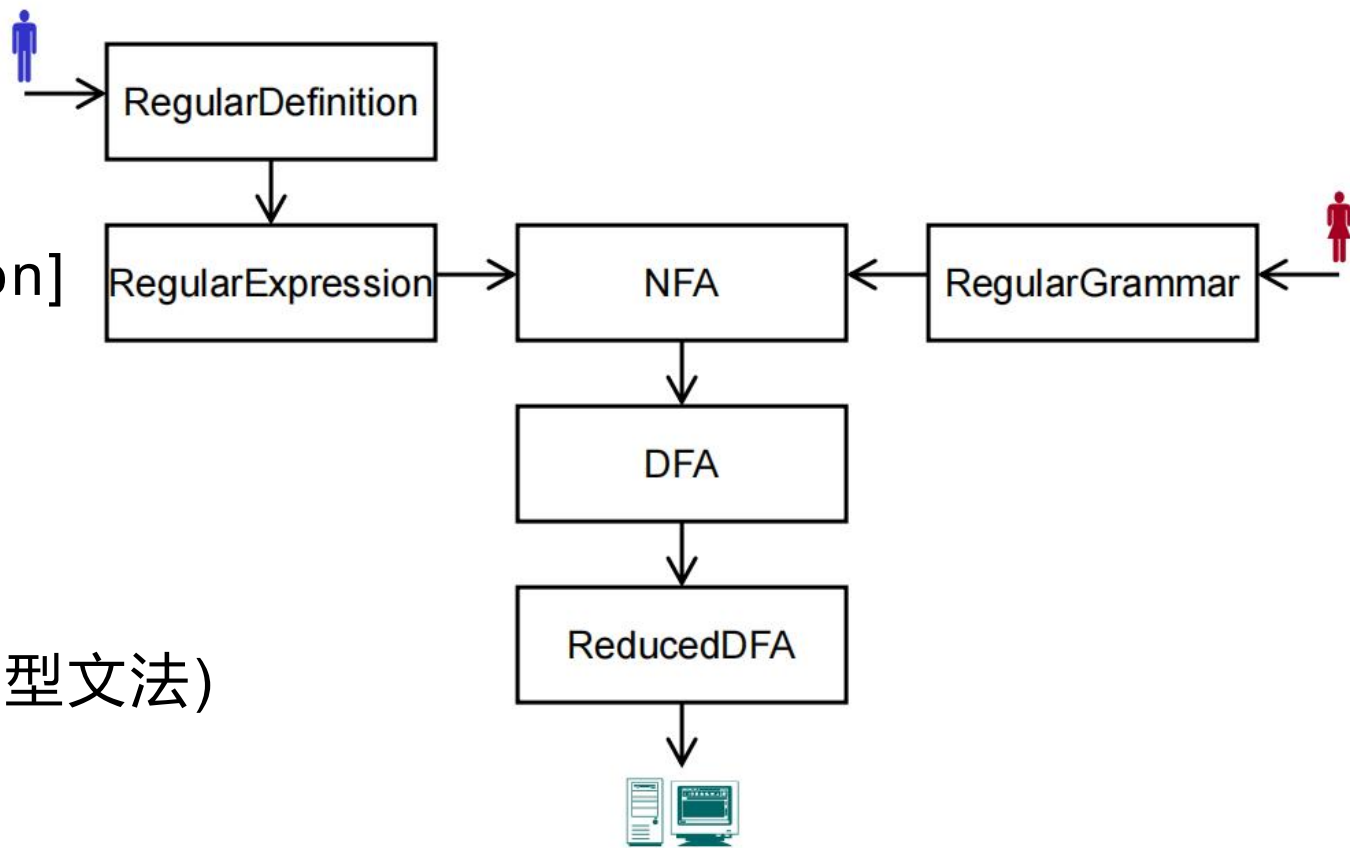 RegularDefinition
on]
RegularExpression
NFA
RegularGrammar
DFA
ReducedDFA
型文法)